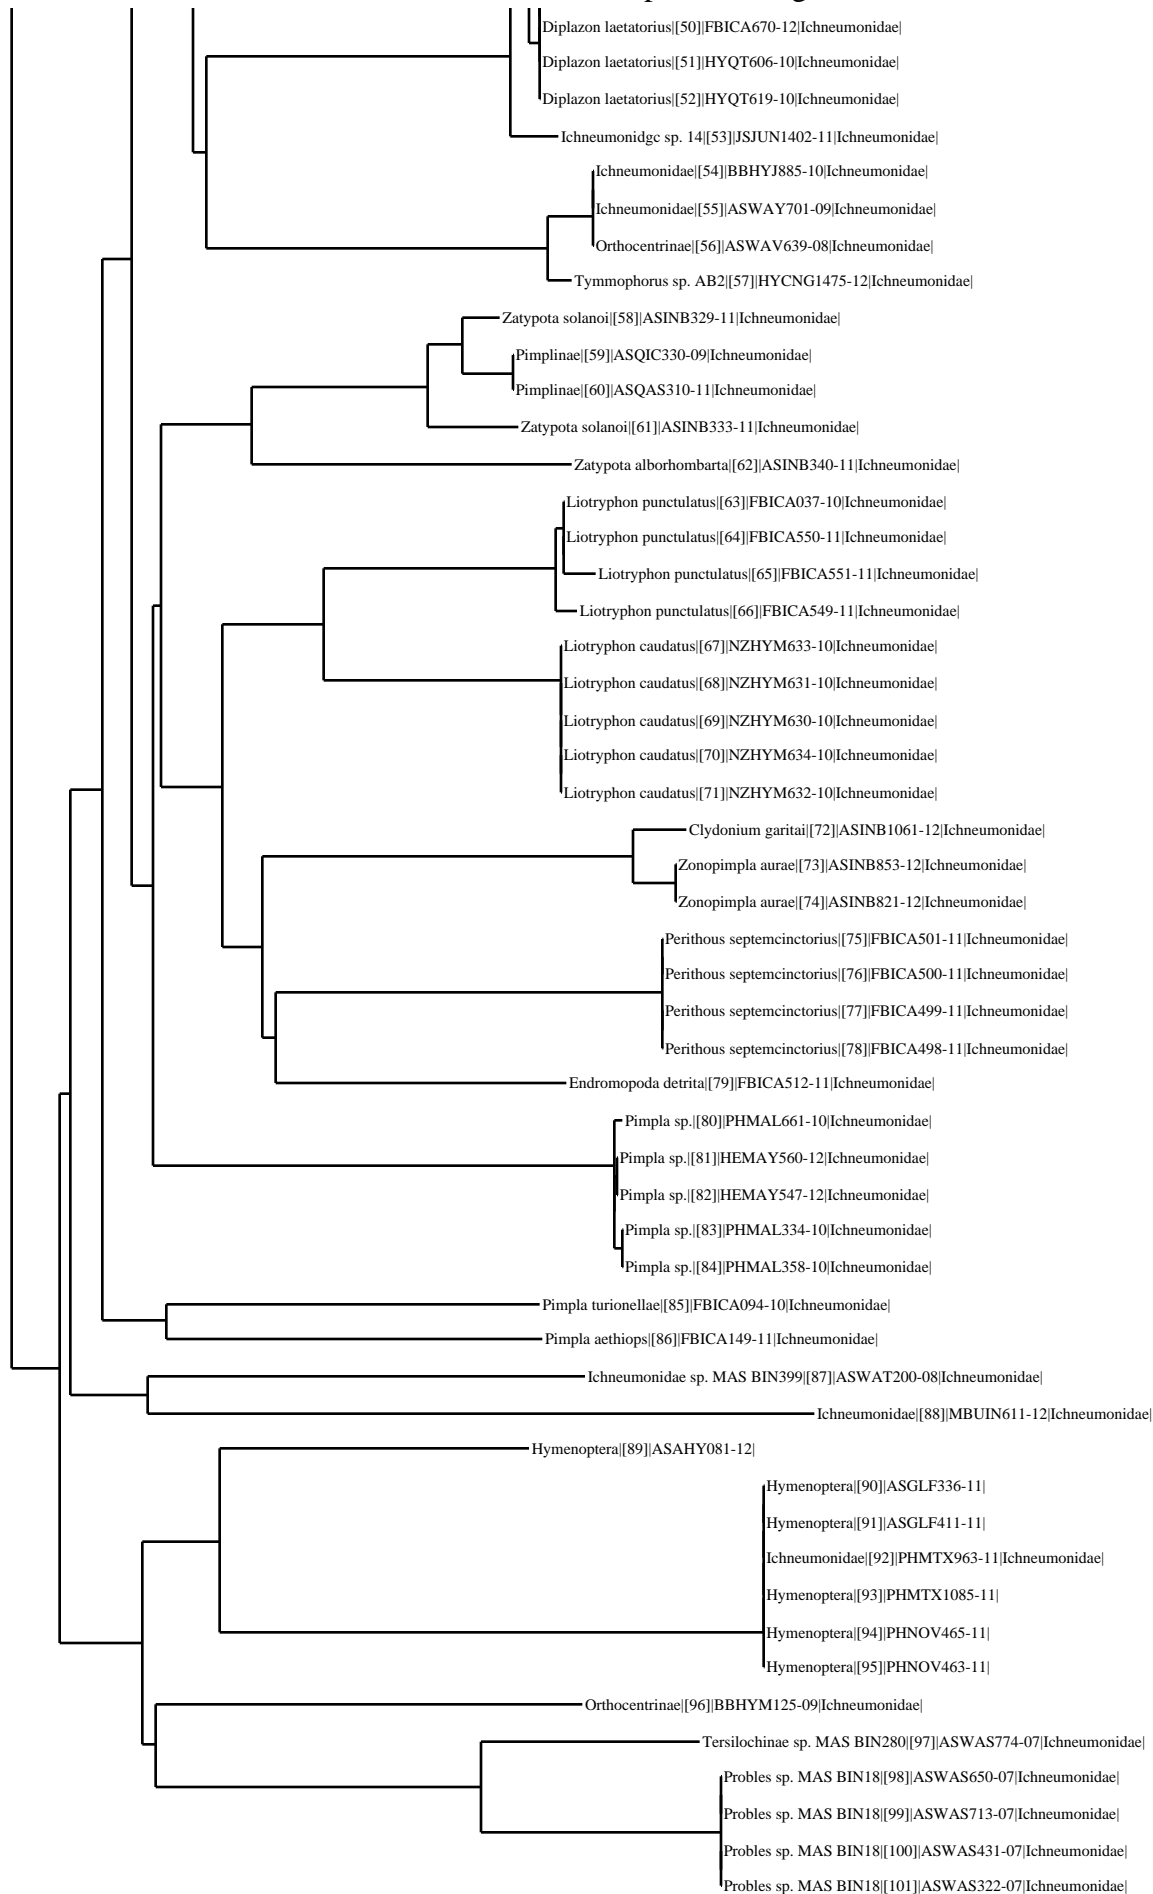 Diplazon laetatorius|[50]|FBICA670-12|Ichneumonidae|
Diplazon laetatorius|[51]|HYQT606-10|Ichneumonidae|
Diplazon laetatorius|[52]|HYQT619-10|Ichneumonidae|
Ichneumonidgc sp. 14|[53]|JSJUN1402-11|Ichneumonidae|
Ichneumonidae|[54]|BBHYJ885-10|Ichneumonidae|
Ichneumonidae|[55]|ASWAY701-09|Ichneumonidae|
Orthocentrinae|[56]|ASWAV639-08|Ichneumonidae|
Tymmophorus sp. AB2|[57]|HYCNG1475-12|Ichneumonidae|
Zatypota solanoi|[58]|ASINB329-11|Ichneumonidae|
Pimplinae|[59]|ASQIC330-09|Ichneumonidae|
Pimplinae|[60]|ASQAS310-11|Ichneumonidae|
Zatypota solanoi|[61]|ASINB333-11|Ichneumonidae|
Zatypota alborhombarta|[62]|ASINB340-11|Ichneumonidae|
Liotryphon punctulatus|[63]|FBICA037-10|Ichneumonidae|
Liotryphon punctulatus|[64]|FBICA550-11|Ichneumonidae|
Liotryphon punctulatus|[65]|FBICA551-11|Ichneumonidae|
Liotryphon punctulatus|[66]|FBICA549-11|Ichneumonidae|
Liotryphon caudatus|[67]|NZHYM633-10|Ichneumonidae|
Liotryphon caudatus|[68]|NZHYM631-10|Ichneumonidae|
Liotryphon caudatus|[69]|NZHYM630-10|Ichneumonidae|
Liotryphon caudatus|[70]|NZHYM634-10|Ichneumonidae|
Liotryphon caudatus|[71]|NZHYM632-10|Ichneumonidae|
Clydonium garitai|[72]|ASINB1061-12|Ichneumonidae|
Zonopimpla aurae|[73]|ASINB853-12|Ichneumonidae|
Zonopimpla aurae|[74]|ASINB821-12|Ichneumonidae|
Perithous septemcinctorius|[75]|FBICA501-11|Ichneumonidae|
Perithous septemcinctorius|[76]|FBICA500-11|Ichneumonidae|
Perithous septemcinctorius|[77]|FBICA499-11|Ichneumonidae|
Perithous septemcinctorius|[78]|FBICA498-11|Ichneumonidae|
Endromopoda detrita|[79]|FBICA512-11|Ichneumonidae|
Pimpla sp.|[80]|PHMAL661-10|Ichneumonidae|
Pimpla sp.|[81]|HEMAY560-12|Ichneumonidae|
Pimpla sp.|[82]|HEMAY547-12|Ichneumonidae|
Pimpla sp.|[83]|PHMAL334-10|Ichneumonidae|
Pimpla sp.|[84]|PHMAL358-10|Ichneumonidae|
Pimpla turionellae|[85]|FBICA094-10|Ichneumonidae|
Pimpla aethiops|[86]|FBICA149-11|Ichneumonidae|
Ichneumonidae sp. MAS BIN399|[87]|ASWAT200-08|Ichneumonidae|
Ichneumonidae|[88]|MBUIN611-12|Ichneumonidae|
Hymenoptera|[89]|ASAHY081-12|
Hymenoptera|[90]|ASGLF336-11|
Hymenoptera|[91]|ASGLF411-11|
Ichneumonidae|[92]|PHMTX963-11|Ichneumonidae|
Hymenoptera|[93]|PHMTX1085-11|
Hymenoptera|[94]|PHNOV465-11|
Hymenoptera|[95]|PHNOV463-11|
Orthocentrinae|[96]|BBHYM125-09|Ichneumonidae|
Tersilochinae sp. MAS BIN280|[97]|ASWAS774-07|Ichneumonidae|
Probles sp. MAS BIN18|[98]|ASWAS650-07|Ichneumonidae|
Probles sp. MAS BIN18|[99]|ASWAS713-07|Ichneumonidae|
Probles sp. MAS BIN18|[100]|ASWAS431-07|Ichneumonidae|
Probles sp. MAS BIN18|[101]|ASWAS322-07|Ichneumonidae|